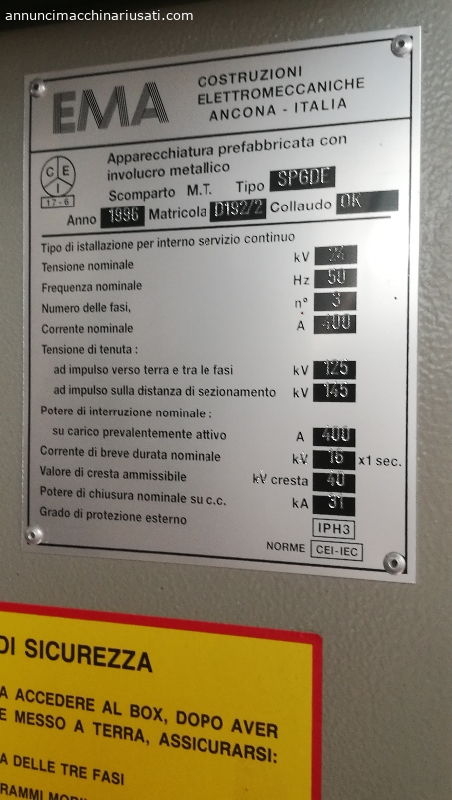 annuncimacchinariusati.com
EMA
COSTRUZIONI
ELETTROMECCANICHE
ANCONA - ITALIA
CEI
17-6
Apparecchiatura prefabbricata con
involucro metallico
Scomparto M.T. Tipo SP6DE
Anno 1996 Matricola D192/2 Collaudo OK
Tipo di istallazione per interno servizio continuo
Tensione nominale kV 24
Frequenza nominale Hz 50
Numero delle fasi, n° 3
Corrente nominale A 400
Tensione di tenuta :
ad impulso verso terra e tra le fasi kV 125
ad impulso sulla distanza di sezionamento kV 145
Potere di interruzione nominale :
su carico prevalentemente attivo A 400
Corrente di breve durata nominale kV 16 x1 sec.
Valore di cresta ammissibile kV cresta 40
Potere di chiusura nominale su c.c. kA 31
Grado di protezione esterno IPH3
NORME CEI-IEC
DI SICUREZZA
A ACCEDERE AL BOX, DOPO AVER
E MESSO A TERRA, ASSICURARSI:
A DELLE TRE FASI